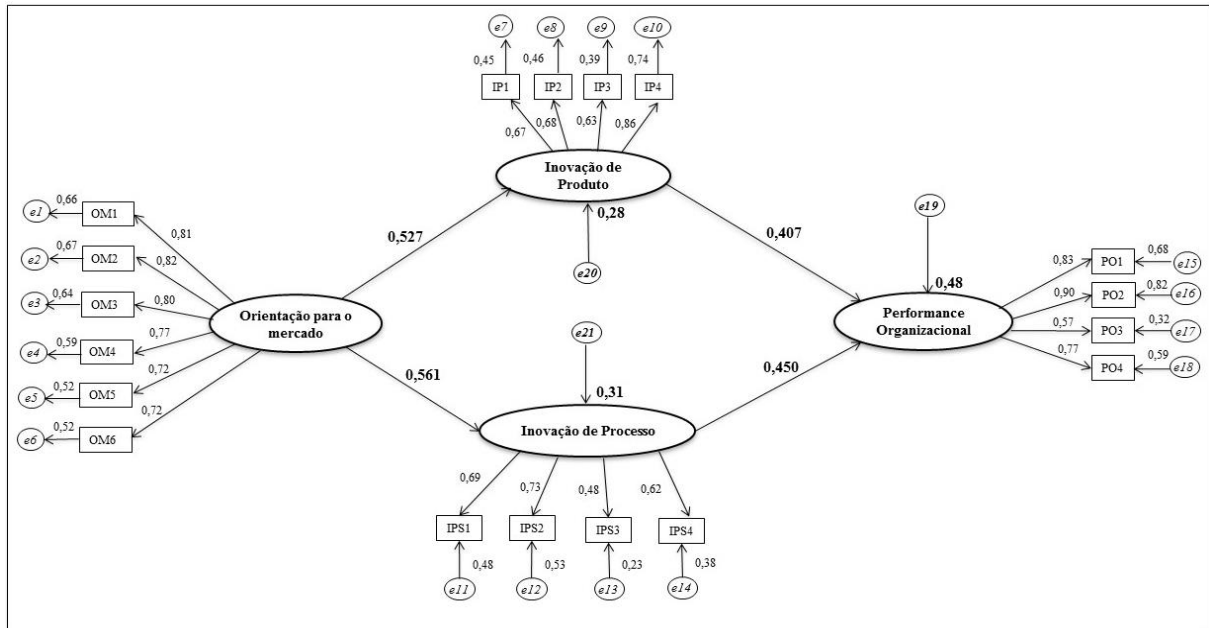 e7 e8 e9 e10
0,45 0,46 0,39 0,74
IP1 IP2 IP3 IP4
0,67 0,68 0,63 0,86
Inovação de
Produto
0,28
e20
0,527
0,407
e1 0,66 OM1
0,81
e2 0,67 OM2
0,82
e3 0,64 OM3
0,80
e4 0,59 OM4
0,77
e5 0,52 OM5
0,72
e6 0,52 OM6
0,72
Orientação para o
mercado
0,561
e21
0,31
Inovação de Processo
0,450
e19
0,48
Performance
Organizacional
0,83 PO1 0,68 e15
0,90 PO2 0,82 e16
0,57 PO3 0,32 e17
0,77 PO4 0,59 e18
0,69 0,73 0,48 0,62
IPS1 IPS2 IPS3 IPS4
0,48 0,53 0,23 0,38
e11 e12 e13 e14